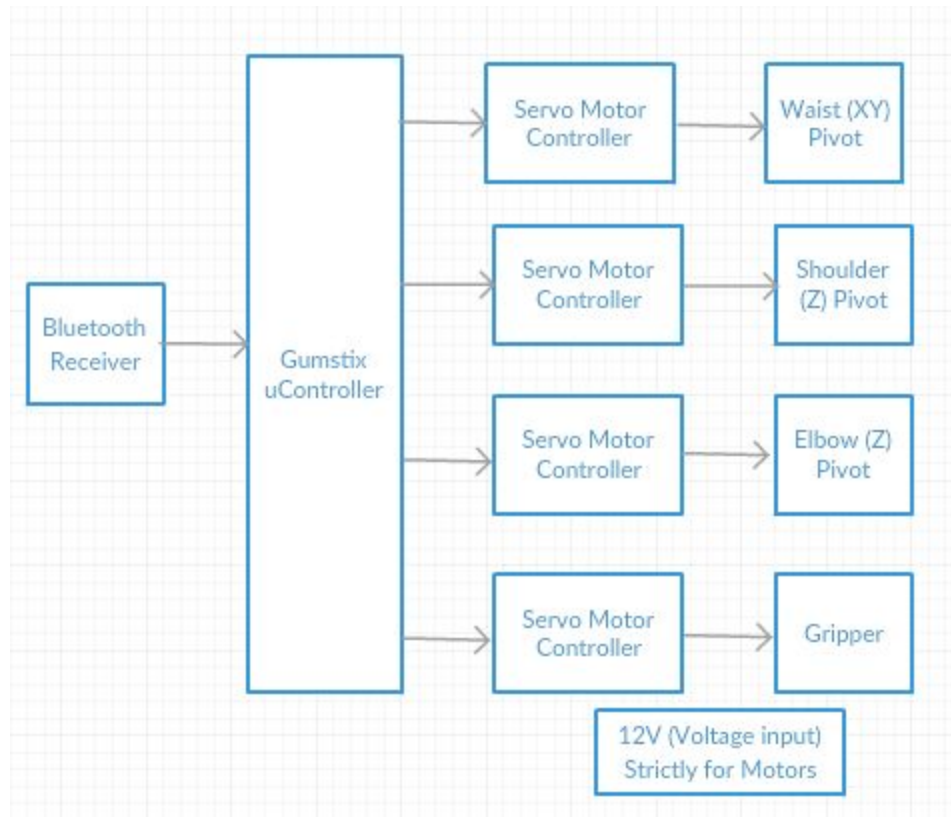 Bluetooth
Receiver
Gumstix
uController
Servo Motor
Controller
Waist (XY)
Pivot
Servo Motor
Controller
Shoulder
(Z) Pivot
Servo Motor
Controller
Elbow (Z)
Pivot
Servo Motor
Controller
Gripper
12V (Voltage input)
Strictly for Motors